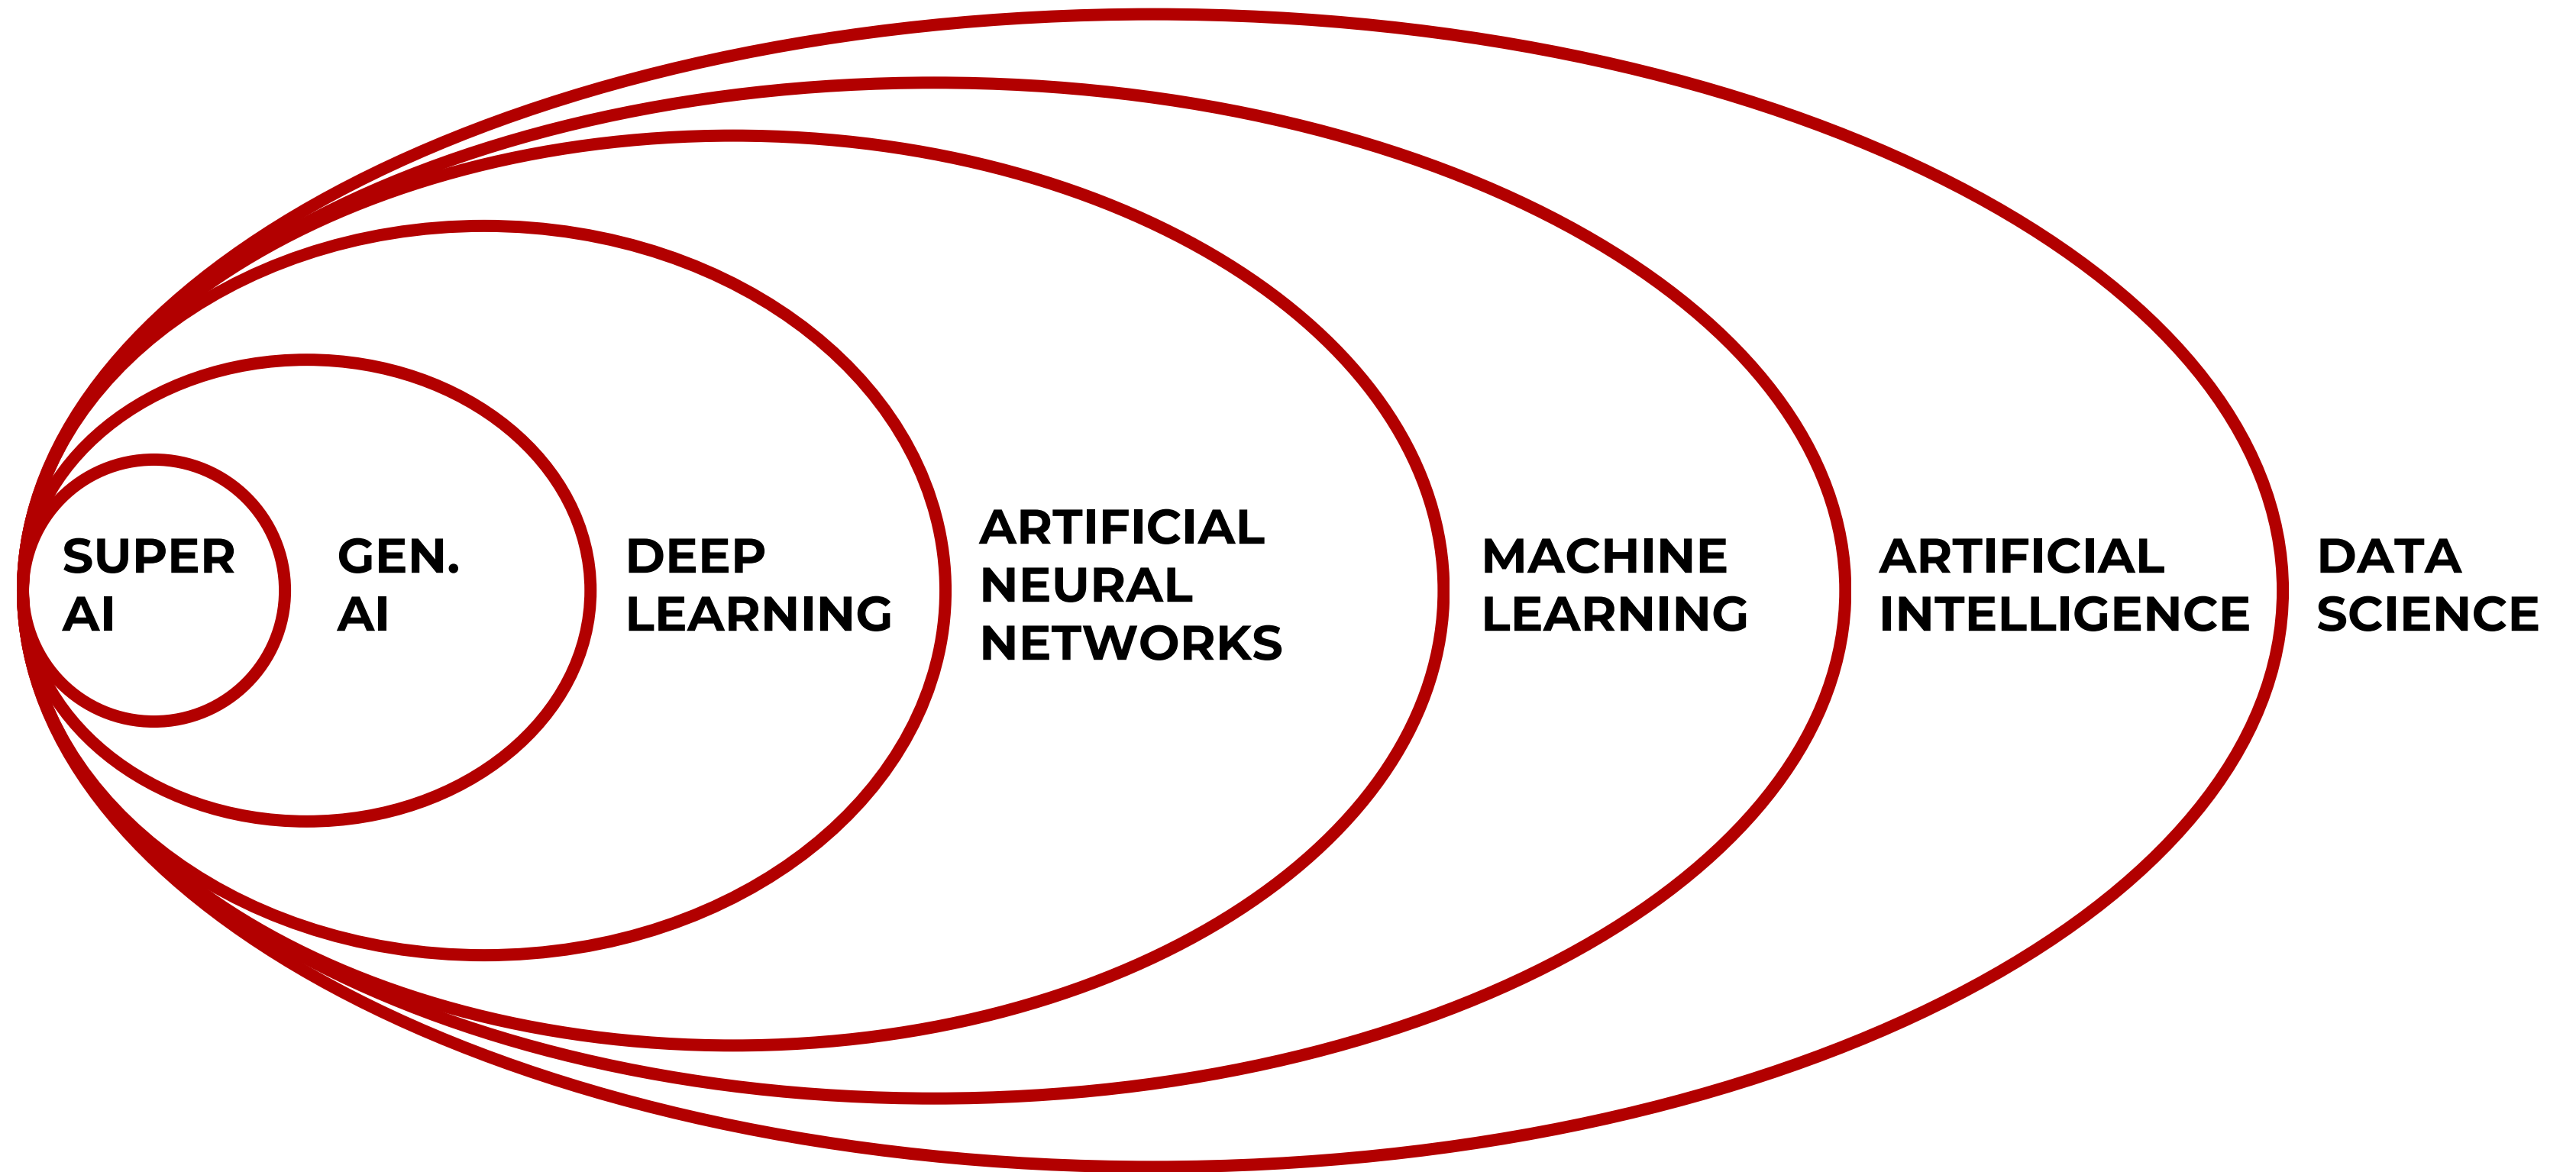 SUPER
AI
GEN.
AI
DEEP
LEARNING
ARTIFICIAL
NEURAL
NETWORKS
MACHINE
LEARNING
ARTIFICIAL
INTELLIGENCE
DATA
SCIENCE